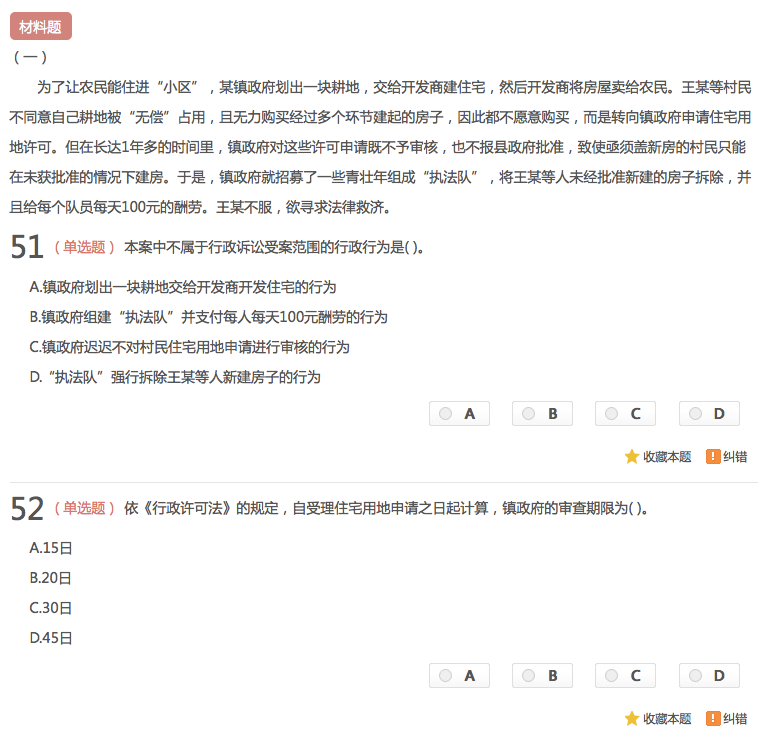 材料题
（一）
为了让农民能住进“小区”，某镇政府划出一块耕地，交给开发商建住宅，然后开发商将房屋卖给农民。王某等村民
不同意自己耕地被“无偿”占用，且无力购买经过多个环节建起的房子，因此都不愿意购买，而是转向镇政府申请住宅用
地许可。但在长达1年多的时间里，镇政府对这些许可申请既不予审核，也不报县政府批准，致使亟须盖新房的村民只能
在未获批准的情况下建房。于是，镇政府就招募了一些青壮年组成“执法队”，将王某等人未经批准新建的房子拆除，并
且给每个队员每天100元的酬劳。王某不服，欲寻求法律救济。
51（单选题）本案中不属于行政诉讼受案范围的行政行为是( )。
A.镇政府划出一块耕地交给开发商开发住宅的行为
B.镇政府组建“执法队”并支付每人每天100元酬劳的行为
C.镇政府迟迟不对村民住宅用地申请进行审核的行为
D.“执法队”强行拆除王某等人新建房子的行为
A B C D
收藏本题 纠错
52（单选题）依《行政许可法》的规定，自受理住宅用地申请之日起计算，镇政府的审查期限为( )。
A.15日
B.20日
C.30日
D.45日
A B C D
收藏本题 纠错